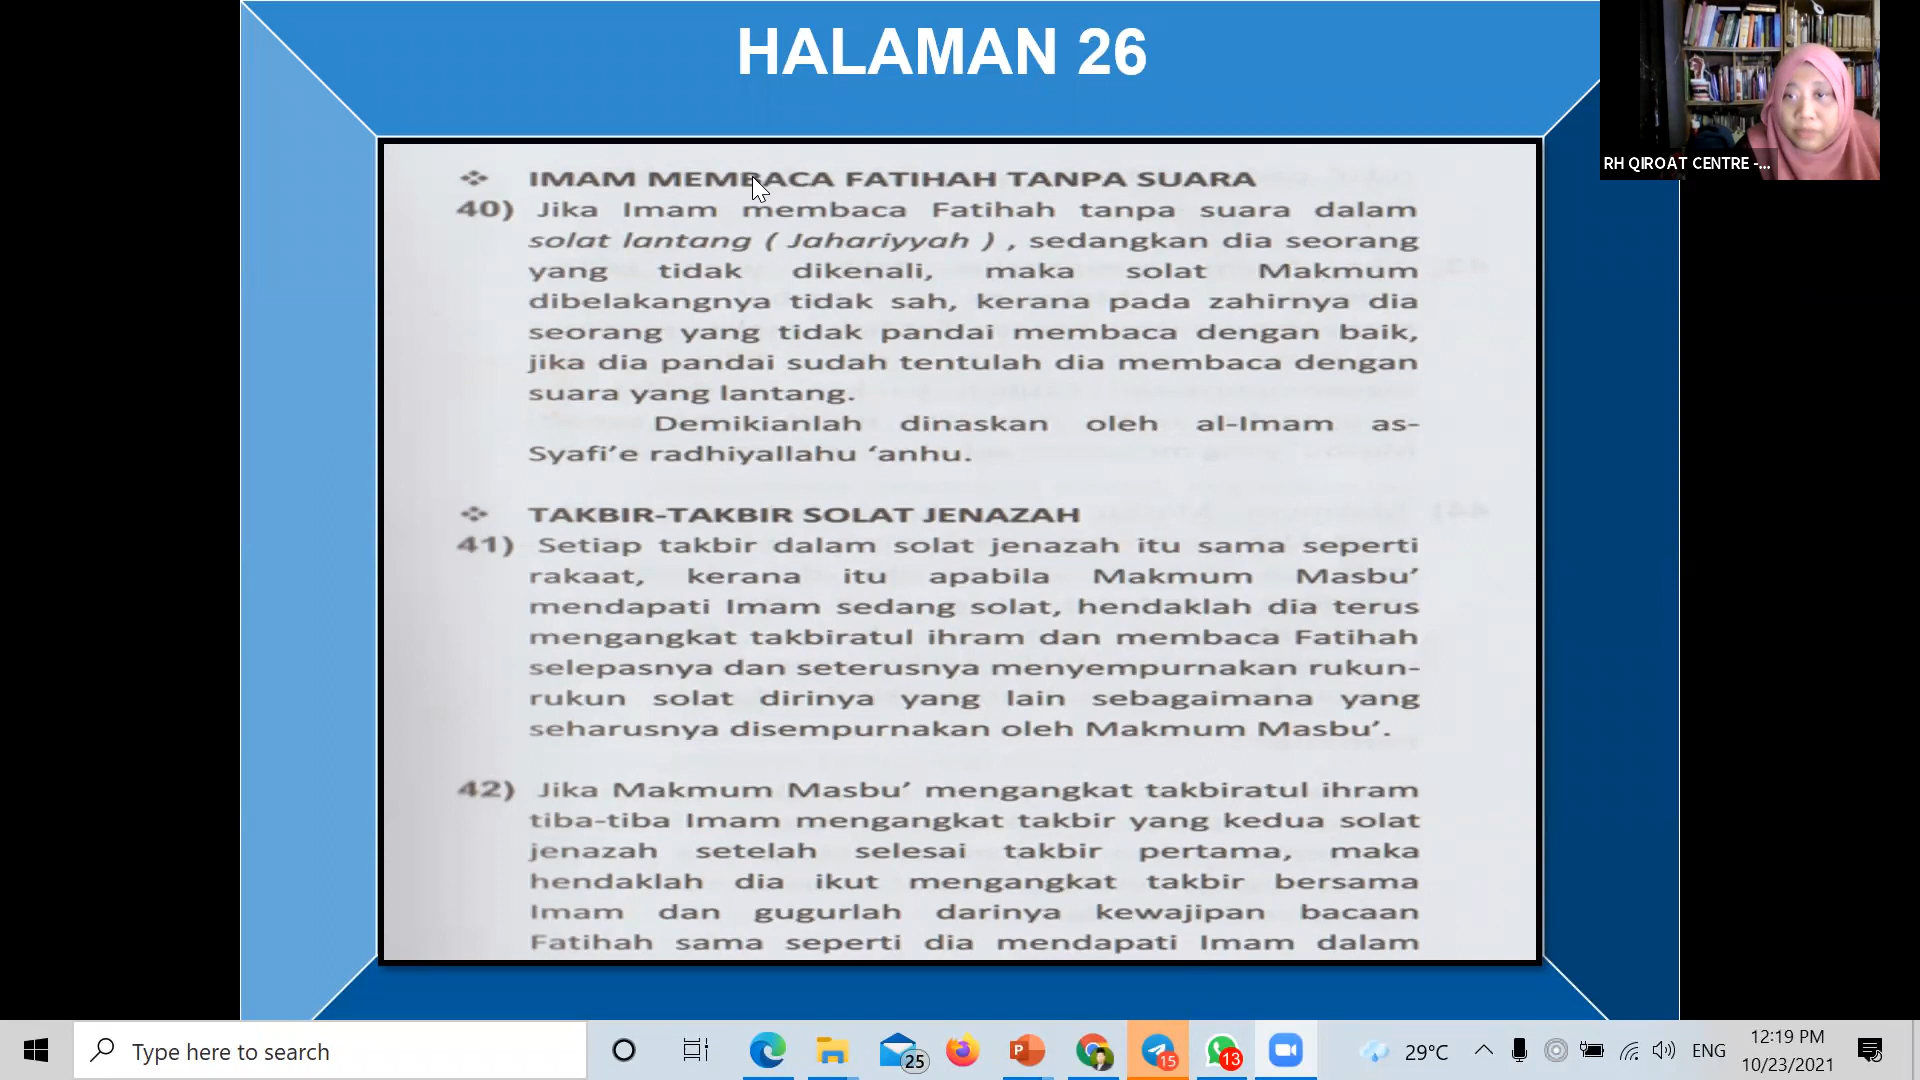 HALAMAN 26
RH QIROAT CENTRE -...
❖ IMAM MEMBACA FATIHAH TANPA SUARA
40) Jika Imam membaca Fatihah tanpa suara dalam
solat lantang ( Jahariyyah ) , sedangkan dia seorang
yang tidak dikenali, maka solat Makmum
dibelakangnya tidak sah, kerana pada zahirnya dia
seorang yang tidak pandai membaca dengan baik,
jika dia pandai sudah tentulah dia membaca dengan
suara yang lantang.
Demikianlah dinaskan oleh al-Imam as-
Syafi’e radhiyallahu ‘anhu.
❖ TAKBIR-TAKBIR SOLAT JENAZAH
41) Setiap takbir dalam solat jenazah itu sama seperti
rakaat, kerana itu apabila Makmum Masbu’
mendapati Imam sedang solat, hendaklah dia terus
mengangkat takbiratul ihram dan membaca Fatihah
selepasnya dan seterusnya menyempurnakan rukun-
rukun solat dirinya yang lain sebagaimana yang
seharusnya disempurnakan oleh Makmum Masbu’.
42) Jika Makmum Masbu’ mengangkat takbiratul ihram
tiba-tiba Imam mengangkat takbir yang kedua solat
jenazah setelah selesai takbir pertama, maka
hendaklah dia ikut mengangkat takbir bersama
Imam dan gugurlah darinya kewajipan bacaan
Fatihah sama seperti dia mendapati Imam dalam
Type here to search
25
15
13
29°C
ENG
12:19 PM
10/23/2021